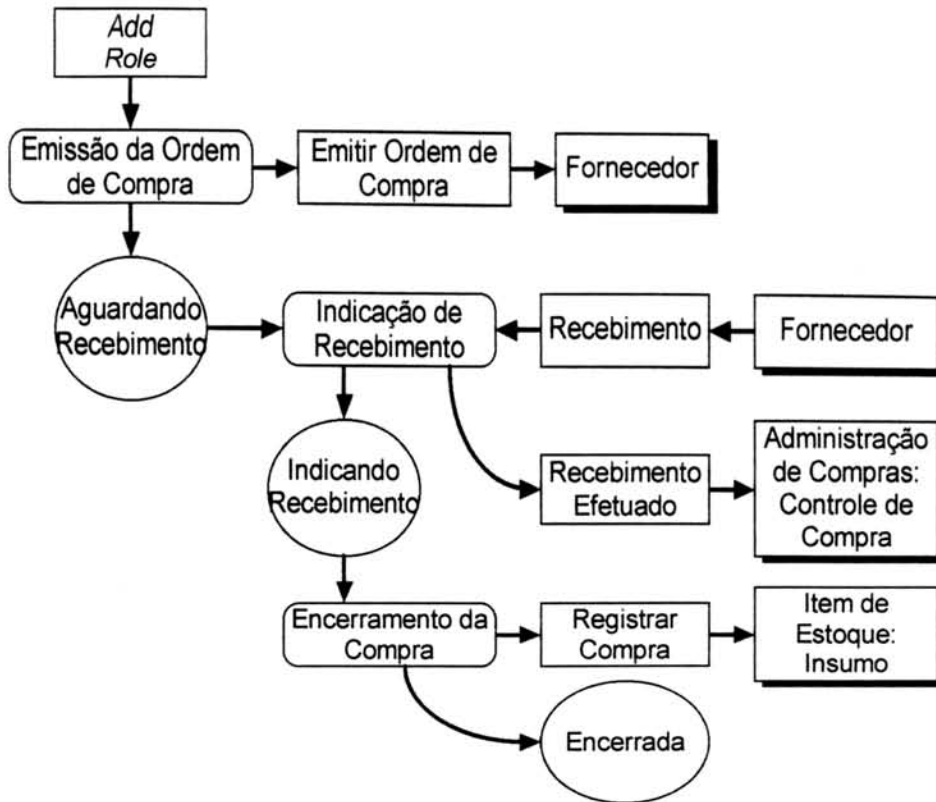 Add
Role
Emissão da Ordem
de Compra
Emitir Ordem de
Compra
Fornecedor
Aguardando
Recebimento
Indicação de
Recebimento
Recebimento
Fornecedor
Indicando
Recebimento
Recebimento
Efetuado
Administração
de Compras:
Controle de
Compra
Encerramento da
Compra
Registrar
Compra
Item de
Estoque:
Insumo
Encerrada